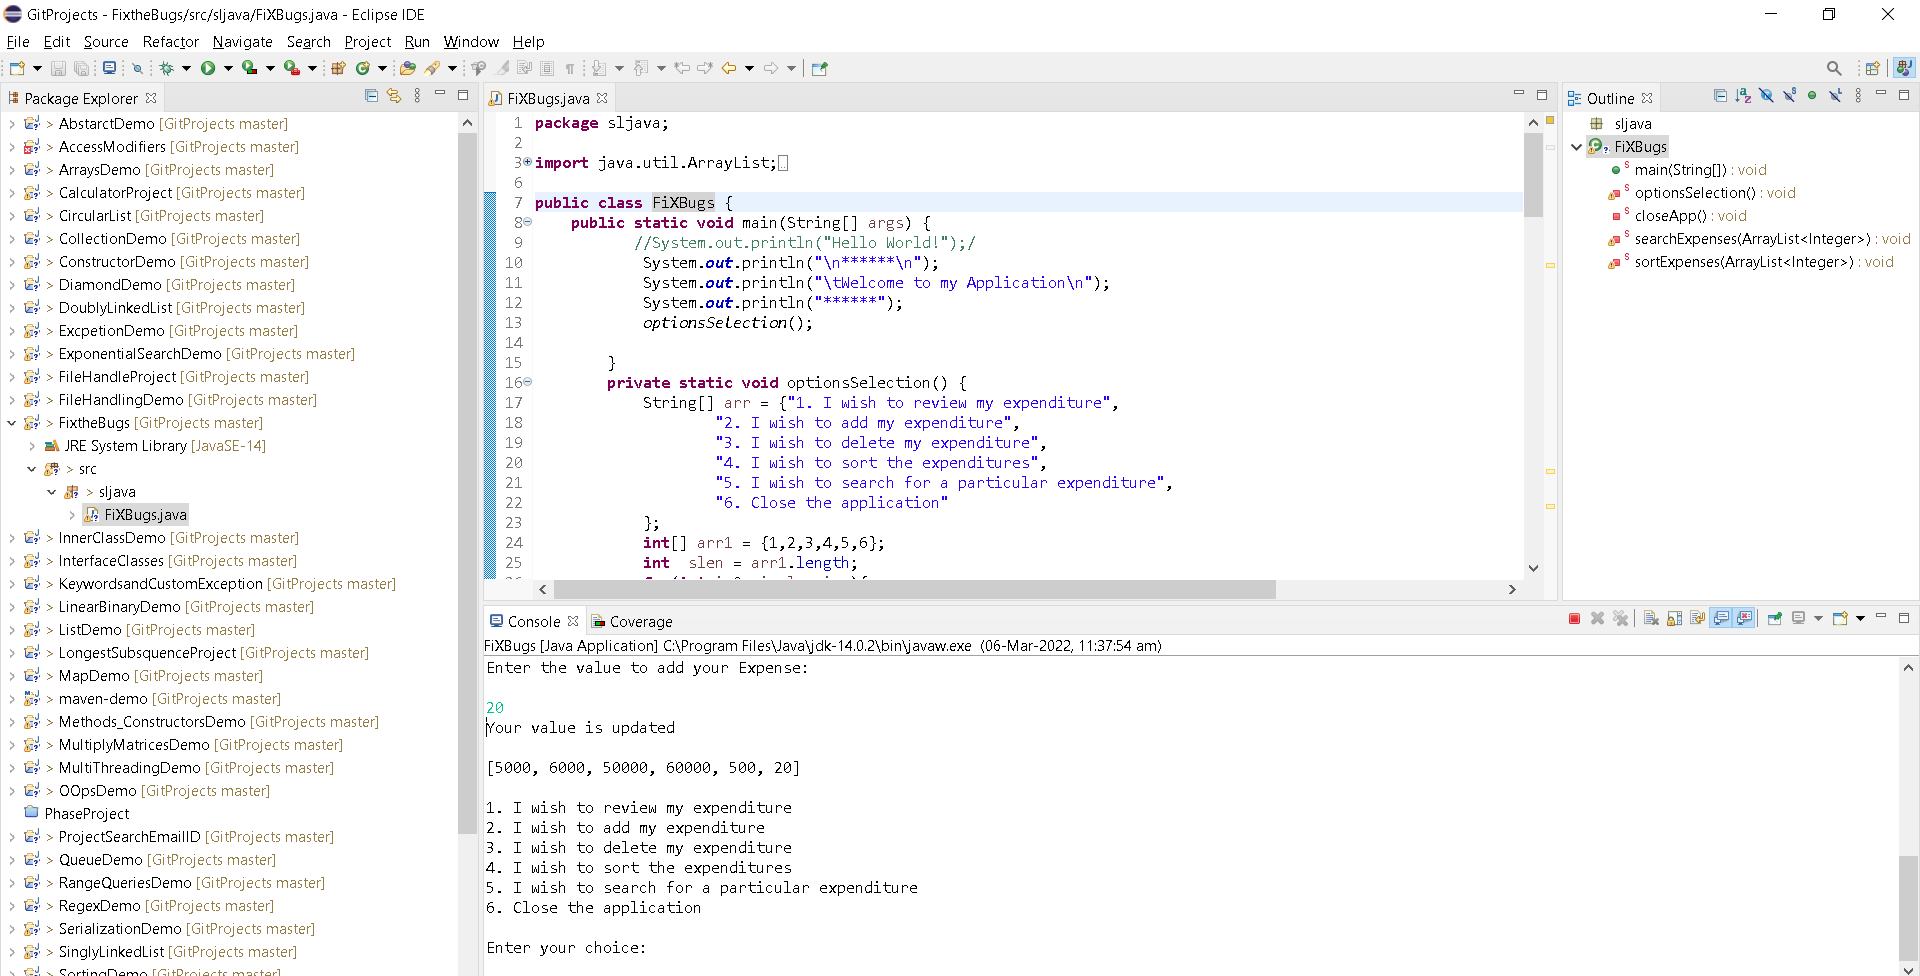 GitProjects - FixtheBugs/src/sljava/FiXBugs.java - Eclipse IDE
File Edit Source Refactor Navigate Search Project Run Window Help
Package Explorer
AbstarctDemo [GitProjects master]
AccessModifiers [GitProjects master]
ArraysDemo [GitProjects master]
CalculatorProject [GitProjects master]
CircularList [GitProjects master]
CollectionDemo [GitProjects master]
ConstructorDemo [GitProjects master]
DiamondDemo [GitProjects master]
DoublyLinkedList [GitProjects master]
ExcpetionDemo [GitProjects master]
ExponentialSearchDemo [GitProjects master]
FileHandleProject [GitProjects master]
FileHandlingDemo [GitProjects master]
FixtheBugs [GitProjects master]
JRE System Library [JavaSE-14]
> src
> sljava
FiXBugs.java
InnerClassDemo [GitProjects master]
InterfaceClasses [GitProjects master]
KeywordsandCustomException [GitProjects master]
LinearBinaryDemo [GitProjects master]
ListDemo [GitProjects master]
LongestSubsquenceProject [GitProjects master]
MapDemo [GitProjects master]
maven-demo [GitProjects master]
Methods_ConstructorsDemo [GitProjects master]
MultiplyMatricesDemo [GitProjects master]
MultiThreadingDemo [GitProjects master]
OOpsDemo [GitProjects master]
PhaseProject
ProjectSearchEmailID [GitProjects master]
QueueDemo [GitProjects master]
RangeQueriesDemo [GitProjects master]
RegexDemo [GitProjects master]
SerializationDemo [GitProjects master]
SinglyLinkedList [GitProjects master]
SortingDemo [GitProjects master]
FiXBugs.java
1 package sljava;
2
3 import java.util.ArrayList;
6
7 public class FiXBugs {
8 public static void main(String[] args) {
9 //System.out.println("Hello World!");/
10 System.out.println("\n******\n");
11 System.out.println("\tWelcome to my Application\n");
12 System.out.println("******");
13 optionsSelection();
14
15 }
16 private static void optionsSelection() {
17 String[] arr = {"1. I wish to review my expenditure",
18 "2. I wish to add my expenditure",
19 "3. I wish to delete my expenditure",
20 "4. I wish to sort the expenditures",
21 "5. I wish to search for a particular expenditure",
22 "6. Close the application"
23 };
24 int[] arr1 = {1,2,3,4,5,6};
25 int slen = arr1.length;
Outline
sljava
FiXBugs
main(String[]) : void
optionsSelection() : void
closeApp() : void
searchExpenses(ArrayList<Integer>) : void
sortExpenses(ArrayList<Integer>) : void
Console Coverage
FiXBugs [Java Application] C:\Program Files\Java\jdk-14.0.2\bin\javaw.exe (06-Mar-2022, 11:37:54 am)
Enter the value to add your Expense:
20
Your value is updated
[5000, 6000, 50000, 60000, 500, 20]
1. I wish to review my expenditure
2. I wish to add my expenditure
3. I wish to delete my expenditure
4. I wish to sort the expenditures
5. I wish to search for a particular expenditure
6. Close the application
Enter your choice: